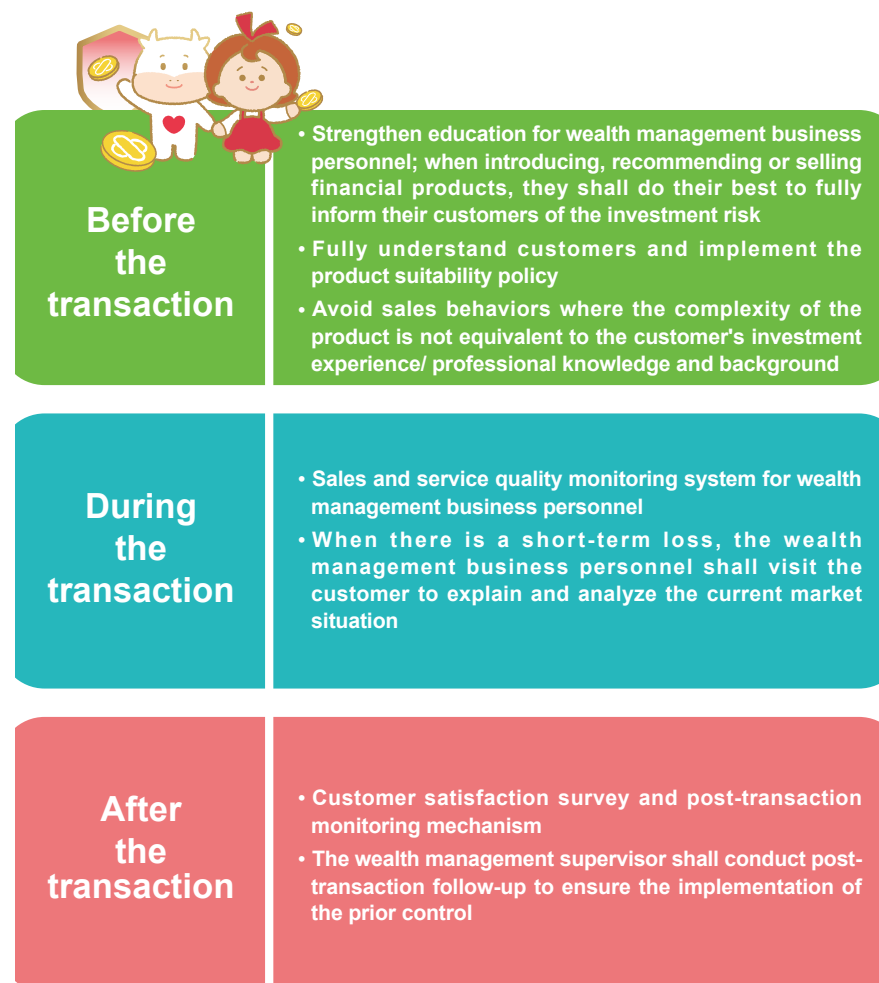 Before
the
transaction
• Strengthen education for wealth management business
personnel; when introducing, recommending or selling
financial products, they shall do their best to fully
inform their customers of the investment risk
• Fully understand customers and implement the
product suitability policy
• Avoid sales behaviors where the complexity of the
product is not equivalent to the customer's investment
experience/ professional knowledge and background
During
the
transaction
• Sales and service quality monitoring system for wealth
management business personnel
• When there is a short-term loss, the wealth
management business personnel shall visit the
customer to explain and analyze the current market
situation
After
the
transaction
• Customer satisfaction survey and post-transaction
monitoring mechanism
• The wealth management supervisor shall conduct post-
transaction follow-up to ensure the implementation of
the prior control